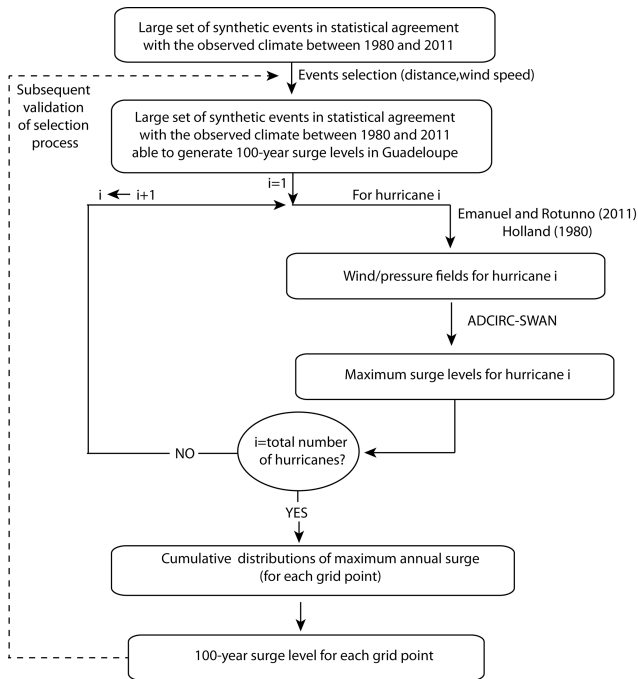 Large set of synthetic events in statistical agreement
with the observed climate between 1980 and 2011
Events selection (distance,wind speed)
Subsequent
validation
of selection
process
Large set of synthetic events in statistical agreement
with the observed climate between 1980 and 2011
able to generate 100-year surge levels in Guadeloupe
i=1
i ← i+1
For hurricane i
Emanuel and Rotunno (2011)
Holland (1980)
Wind/pressure fields for hurricane i
ADCIRC-SWAN
Maximum surge levels for hurricane i
i=total number
of hurricanes?
NO
YES
Cumulative distributions of maximum annual surge
(for each grid point)
100-year surge level for each grid point